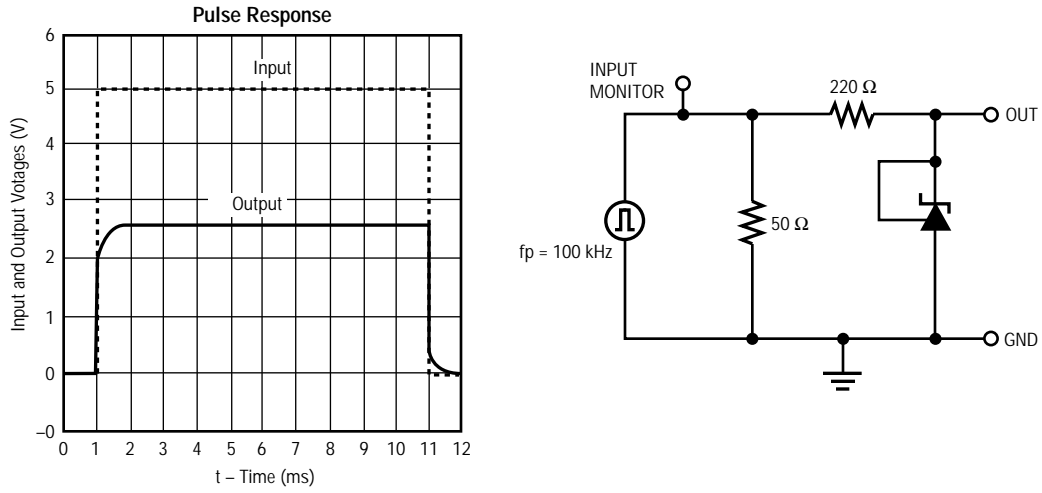 Pulse Response
Input and Output Votages (V)
6
5
4
3
2
1
0
–0
Input
Output
0 1 2 3 4 5 6 7 8 9 10 11 12
t – Time (ms)
INPUT
MONITOR
220 Ω
OUT
50 Ω
fp = 100 kHz
GND